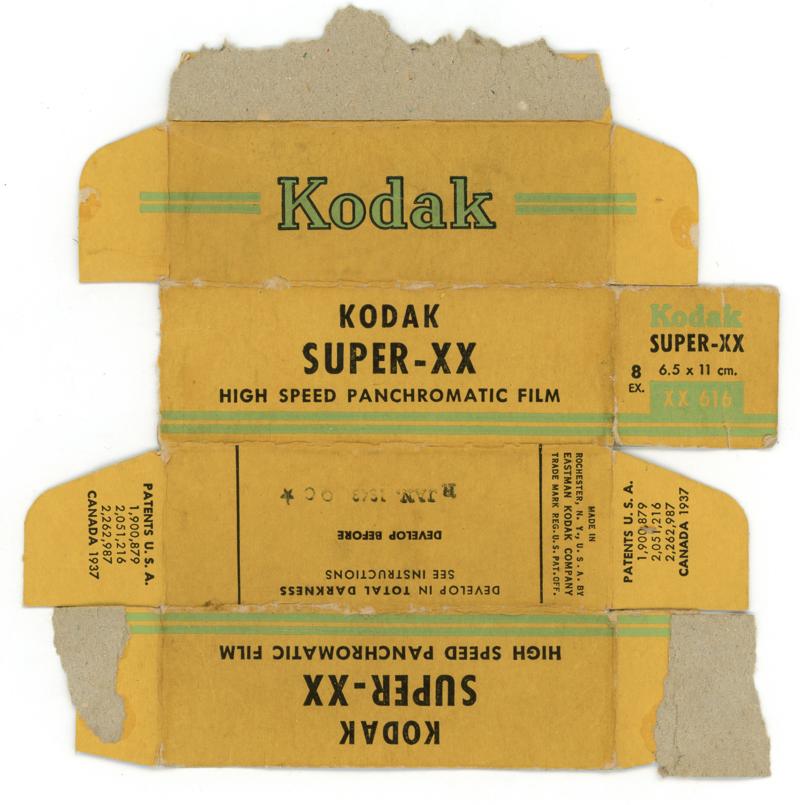 Kodak
KODAK
SUPER-XX
HIGH SPEED PANCHROMATIC FILM
Kodak
SUPER-XX
8
EX.
6.5 x 11 cm.
XX 616
PATENTS U. S. A.
1,900,879
2,051,216
2,262,987
CANADA 1937
DEVELOP IN TOTAL DARKNESS
SEE INSTRUCTIONS
DEVELOP BEFORE
JAN.
MADE IN
ROCHESTER, N. Y., U. S. A. BY
EASTMAN KODAK COMPANY
TRADE MARK REG. U. S. PAT. OFF.
PATENTS U. S. A.
1,900,879
2,051,216
2,262,987
CANADA 1937
KODAK
SUPER-XX
HIGH SPEED PANCHROMATIC FILM